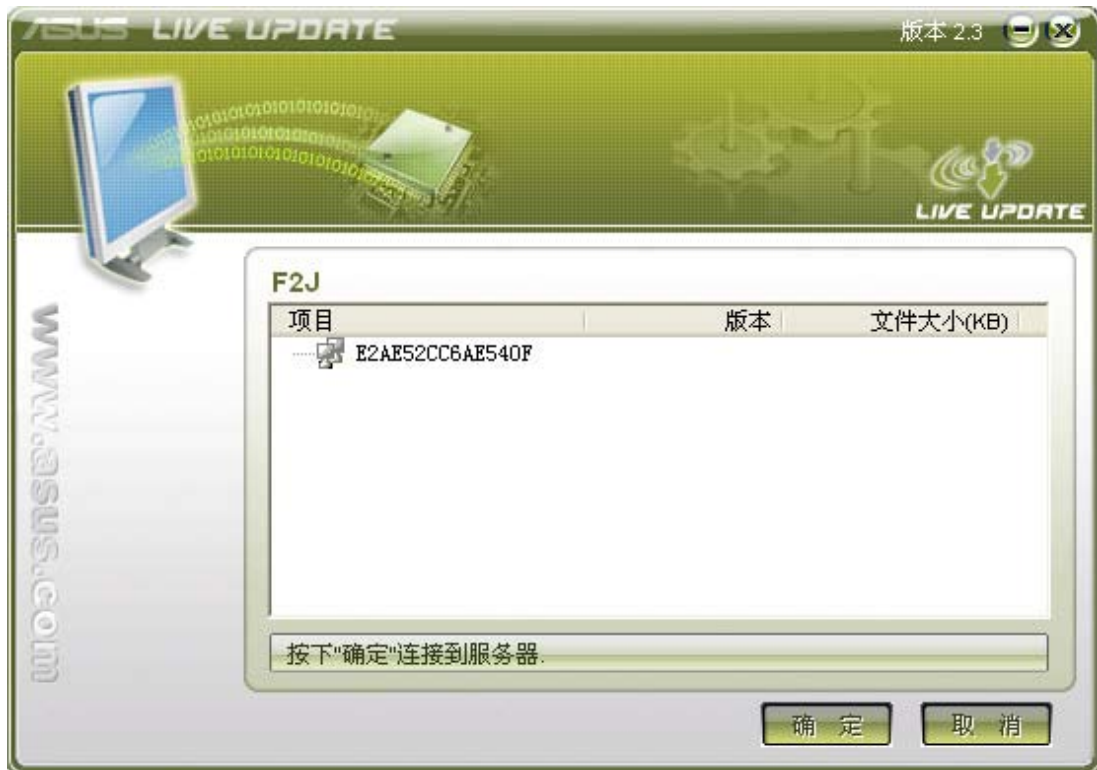 ASUS LIVE UPDATE
版本 2.3
LIVE UPDATE
F2J
项目 版本 文件大小(KB)
E2AE52CC6AE540F
www.asus.com
按下"确定"连接到服务器.
确 定 取 消